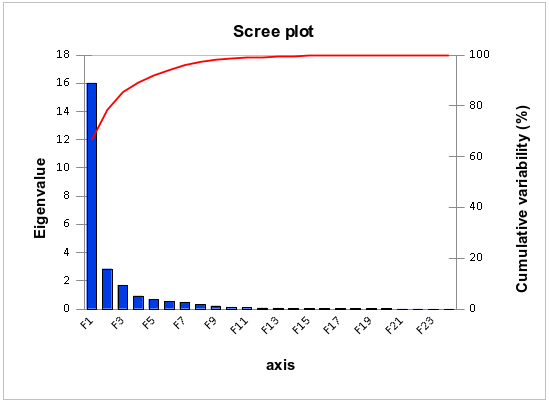 Scree plot
18
16
14
12
10
8
6
4
2
0
Eigenvalue
100
80
60
40
20
0
Cumulative variability (%)
F1
F3
F5
F7
F9
F11
F13
F15
F17
F19
F21
F23
axis